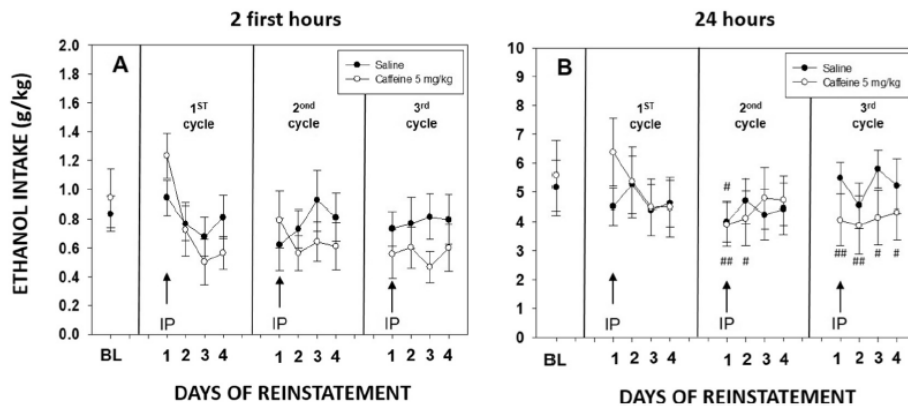 2 first hours
24 hours
ETHANOL INTAKE (g/kg)
2.0
1.8
1.6
1.4
1.2
1.0
0.8
0.6
0.4
0.2
0.0
A
Saline
Caffeine 5 mg/kg
1ST
cycle
2ond
cycle
3rd
cycle
IP
IP
IP
BL
1 2 3 4
1 2 3 4
1 2 3 4
DAYS OF REINSTATEMENT
10
9
8
7
6
5
4
3
2
1
0
B
Saline
Caffeine 5 mg/kg
1ST
cycle
2ond
cycle
3rd
cycle
#
## #
## ## # #
IP
IP
IP
BL
1 2 3 4
1 2 3 4
1 2 3 4
DAYS OF REINSTATEMENT